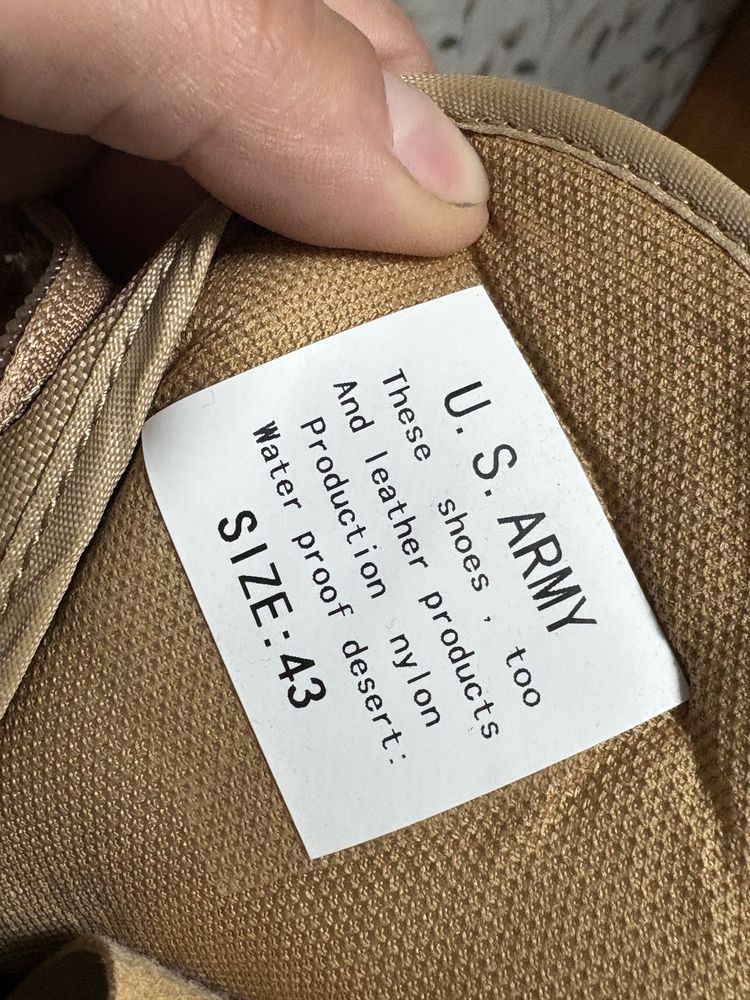 U.S.ARMY
These shoes, too
And leather products
Production nylon
Water proof desert:
SIZE:43